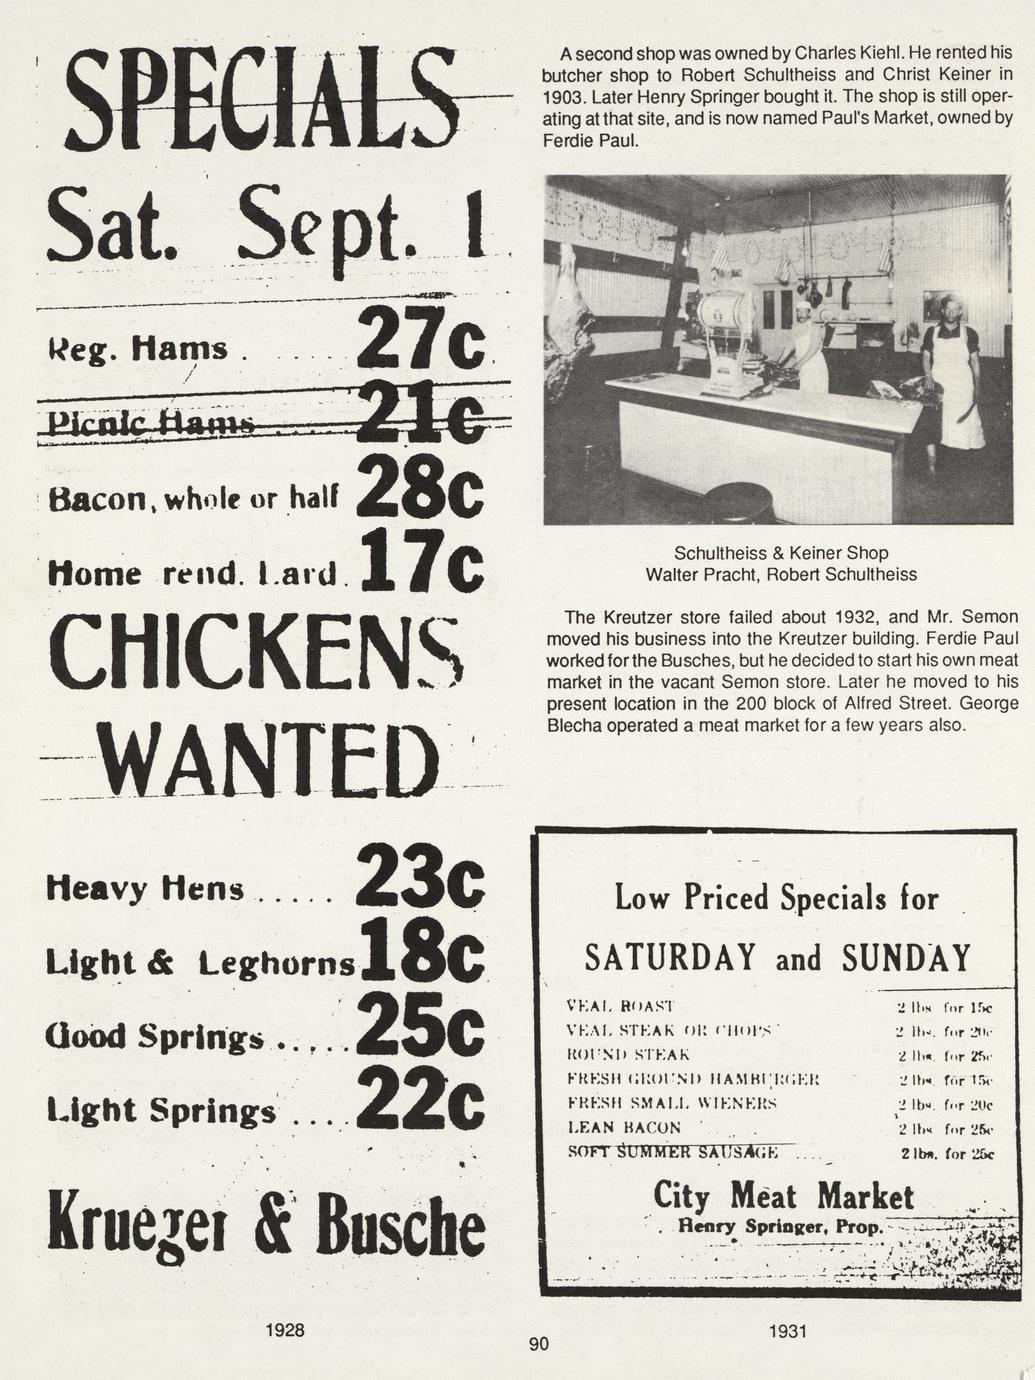 SPECIALS
Sat. Sept. 1
Reg. Hams . ..... 27c
Picnic Hams ..... 21c
Bacon, whole or half 28c
Home rend. Lard. 17c
CHICKENS
WANTED
Heavy Hens ..... 23c
Light & Leghorns 18c
Good Springs ..... 25c
Light Springs .... 22c
Krueger & Busche
1928
A second shop was owned by Charles Kiehl. He rented his
butcher shop to Robert Schultheiss and Christ Keiner in
1903. Later Henry Springer bought it. The shop is still oper-
ating at that site, and is now named Paul's Market, owned by
Ferdie Paul.
Schultheiss & Keiner Shop
Walter Pracht, Robert Schultheiss
The Kreutzer store failed about 1932, and Mr. Semon
moved his business into the Kreutzer building. Ferdie Paul
worked for the Busches, but he decided to start his own meat
market in the vacant Semon store. Later he moved to his
present location in the 200 block of Alfred Street. George
Blecha operated a meat market for a few years also.
Low Priced Specials for
SATURDAY and SUNDAY
VEAL ROAST 2 lbs for 15c
VEAL STEAK OR CHOPS 2 lbs. for 20c
ROUND STEAK 2 lbs. for 25c
FRESH GROUND HAMBURGER 2 lbs. for 15c
FRESH SMALL WIENERS 2 lbs. for 20c
LEAN BACON 2 lbs for 25c
SOFT SUMMER SAUSAGE .... 2 lbs. for 25c
City Meat Market
Henry Springer, Prop.
1931
90